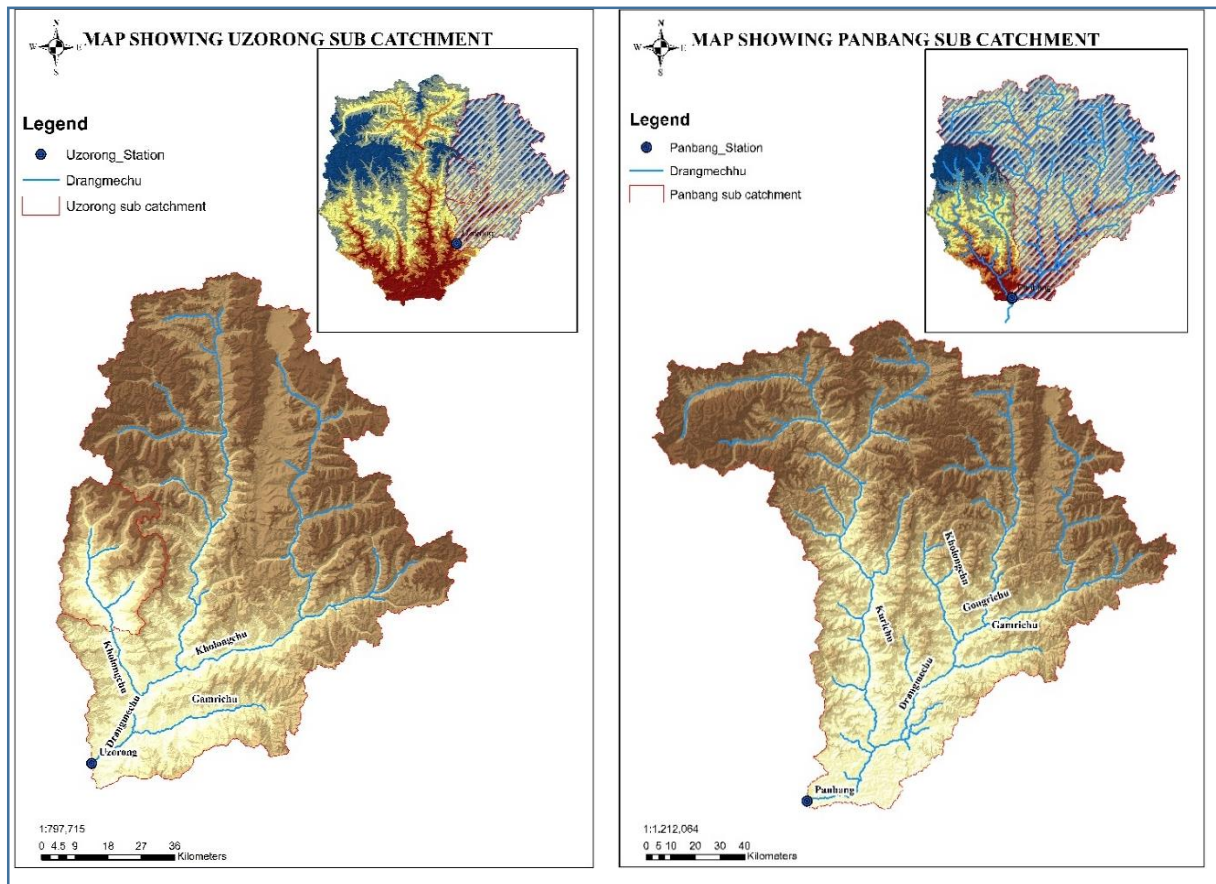 N
W E
S
MAP SHOWING UZORONG SUB CATCHMENT
Legend
Uzorong_Station
Drangmechu
Uzorong sub catchment
Kholongchu
Kholongchu
Gamrichu
Drangmechu
Uzorong
1:797,715
0 4.5 9 18 27 36
Kilometers
N
W E
S
MAP SHOWING PANBANG SUB CATCHMENT
Legend
Panbang_Station
Drangmechhu
Panbang sub catchment
Kholongchu
Gongrichu
Gamrichu
Kurichu
Drangmechu
Panbang
1:1,212,064
0 5 10 20 30 40
Kilometers